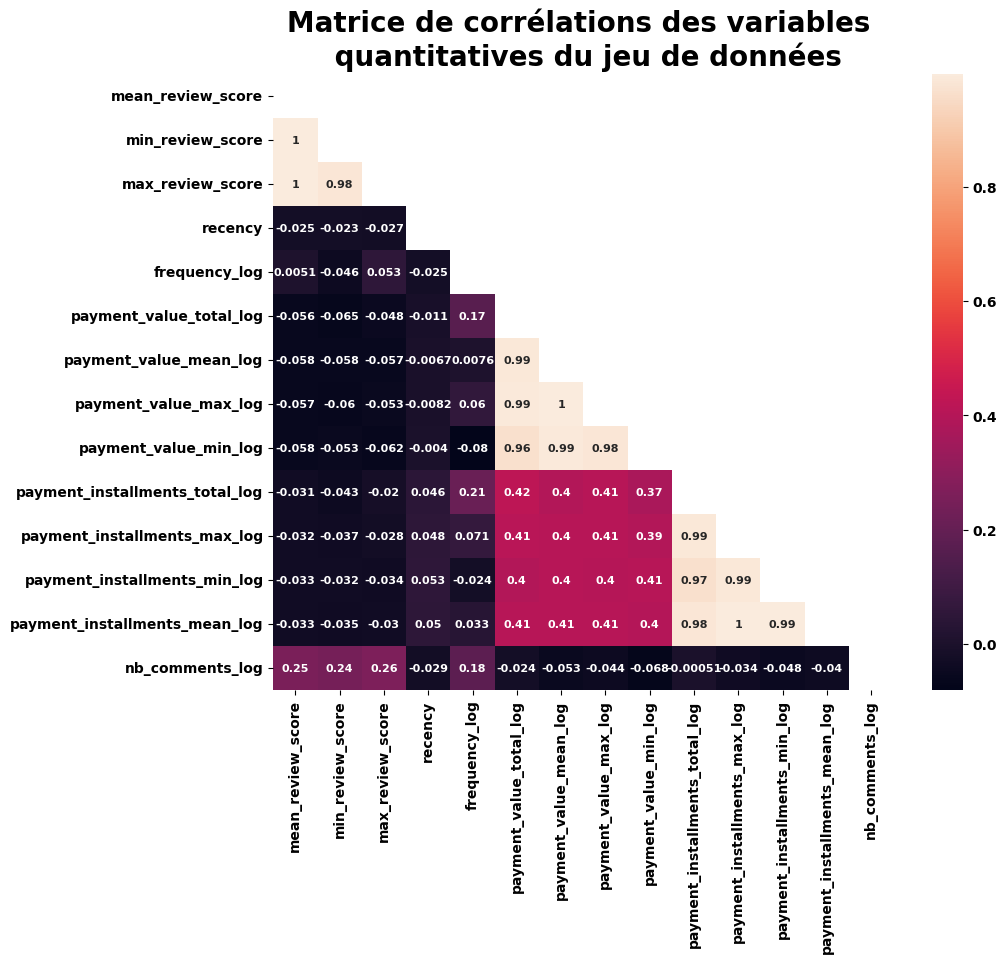 Matrice de corrélations des variables
quantitatives du jeu de données
mean_review_score
min_review_score 1
max_review_score 1 0.98
0.8
recency -0.025 -0.023 -0.027
frequency_log 0.0051 -0.046 0.053 -0.025
payment_value_total_log -0.056 -0.065 -0.048 -0.011 0.17
0.6
payment_value_mean_log -0.058 -0.058 -0.057 -0.0067 0.0076 0.99
payment_value_max_log -0.057 -0.06 -0.053 -0.0082 0.06 0.99 1
0.4
payment_value_min_log -0.058 -0.053 -0.062 -0.004 -0.08 0.96 0.99 0.98
payment_installments_total_log -0.031 -0.043 -0.02 0.046 0.21 0.42 0.4 0.41 0.37
0.2
payment_installments_max_log -0.032 -0.037 -0.028 0.048 0.071 0.41 0.4 0.41 0.39 0.99
payment_installments_min_log -0.033 -0.032 -0.034 0.053 -0.024 0.4 0.4 0.4 0.41 0.97 0.99
payment_installments_mean_log -0.033 -0.035 -0.03 0.05 0.033 0.41 0.41 0.41 0.4 0.98 1 0.99
0.0
nb_comments_log 0.25 0.24 0.26 -0.029 0.18 -0.024 -0.053 -0.044 -0.068 -0.00051 -0.034 -0.048 -0.04
mean_review_score
min_review_score
max_review_score
recency
frequency_log
payment_value_total_log
payment_value_mean_log
payment_value_max_log
payment_value_min_log
payment_installments_total_log
payment_installments_max_log
payment_installments_min_log
payment_installments_mean_log
nb_comments_log